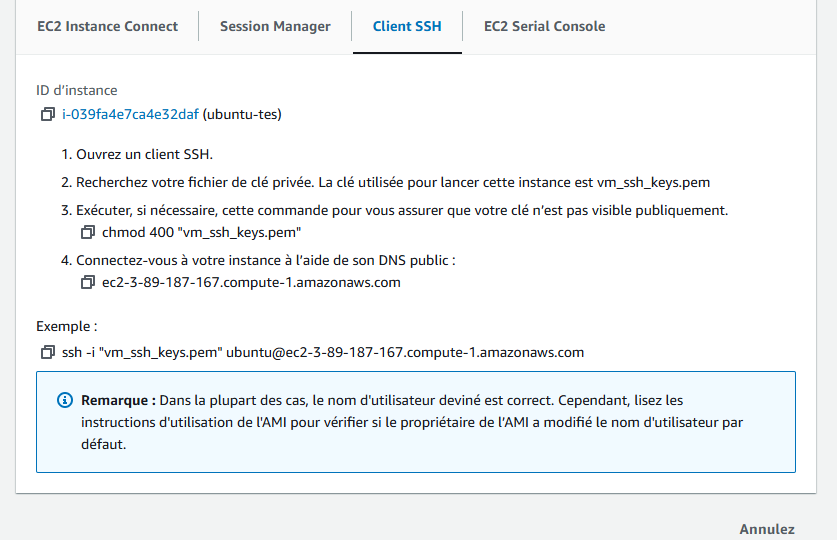 EC2 Instance Connect
Session Manager
Client SSH
EC2 Serial Console
ID d’instance
i-039fa4e7ca4e32daf (ubuntu-tes)
1. Ouvrez un client SSH.
2. Recherchez votre fichier de clé privée. La clé utilisée pour lancer cette instance est vm_ssh_keys.pem
3. Exécuter, si nécessaire, cette commande pour vous assurer que votre clé n’est pas visible publiquement.
chmod 400 "vm_ssh_keys.pem"
4. Connectez-vous à votre instance à l’aide de son DNS public :
ec2-3-89-187-167.compute-1.amazonaws.com
Exemple :
ssh -i "vm_ssh_keys.pem" ubuntu@ec2-3-89-187-167.compute-1.amazonaws.com
Remarque : Dans la plupart des cas, le nom d'utilisateur deviné est correct. Cependant, lisez les
instructions d'utilisation de l'AMI pour vérifier si le propriétaire de l'AMI a modifié le nom d'utilisateur par
défaut.
Annulez